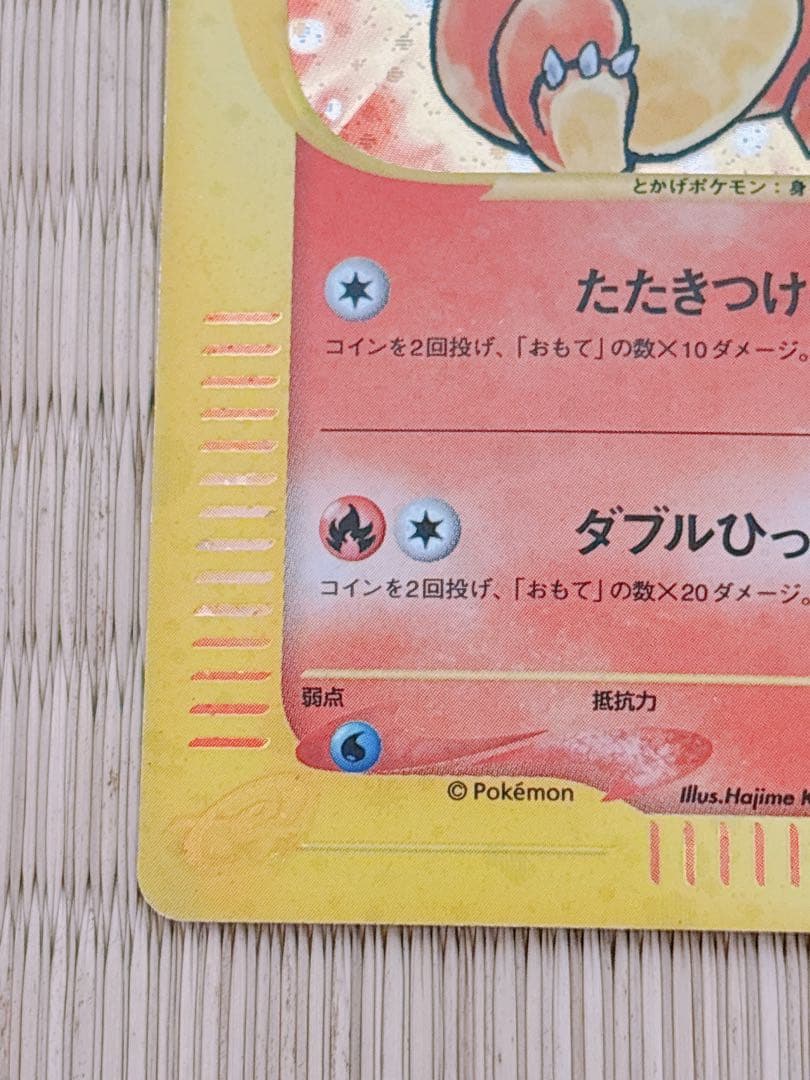 とかげポケモン：身
たたきつけ
コインを2回投げ、「おもて」の数×10ダメージ。
ダブルひっ
コインを2回投げ、「おもて」の数×20ダメージ。
弱点 抵抗力
© Pokémon Illus.Hajime K